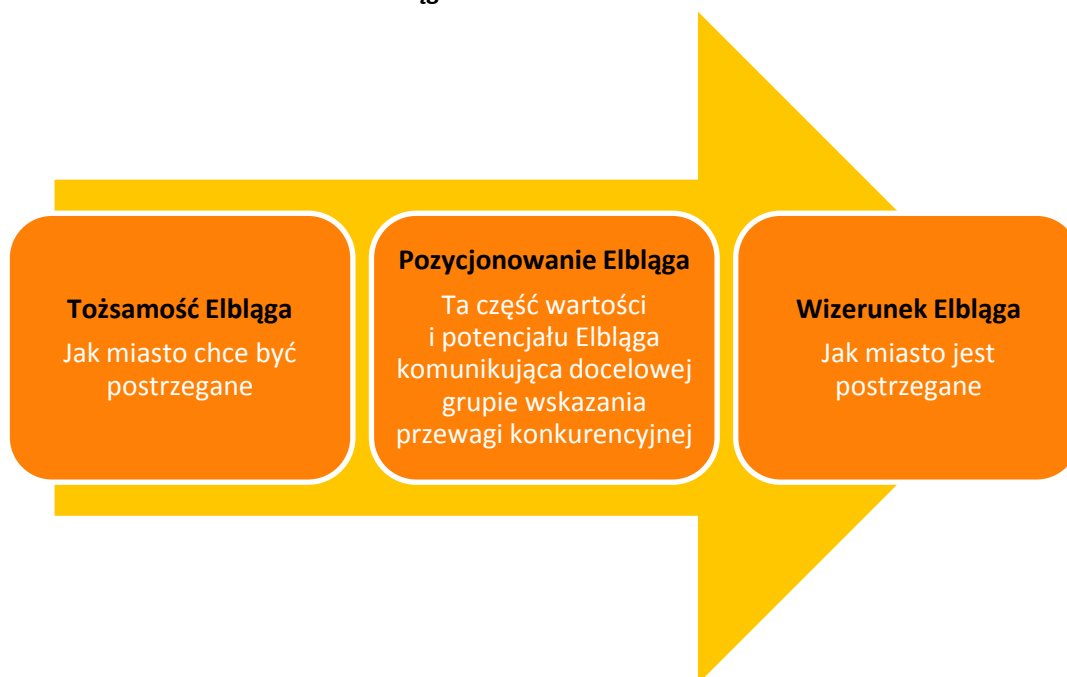 Tożsamość Elbląga
Jak miasto chce być
postrzegane
Pozycjonowanie Elbląga
Ta część wartości
i potencjału Elbląga
komunikująca docelowej
grupie wskazania
przewagi konkurencyjnej
Wizerunek Elbląga
Jak miasto jest
postrzegane